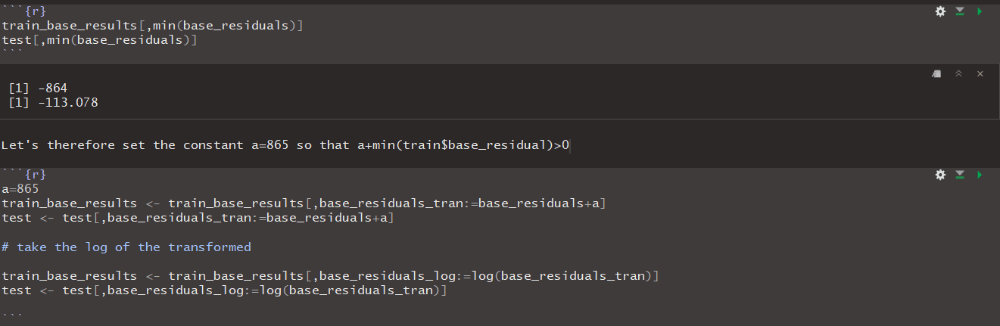 ```{r}
train_base_results[,min(base_residuals)]
test[,min(base_residuals)]
```
[1] -864
[1] -113.078
Let's therefore set the constant a=865 so that a+min(train$base_residual)>0
```{r}
a=865
train_base_results <- train_base_results[,base_residuals_tran:=base_residuals+a]
test <- test[,base_residuals_tran:=base_residuals+a]
# take the log of the transformed
train_base_results <- train_base_results[,base_residuals_log:=log(base_residuals_tran)]
test <- test[,base_residuals_log:=log(base_residuals_tran)]
```